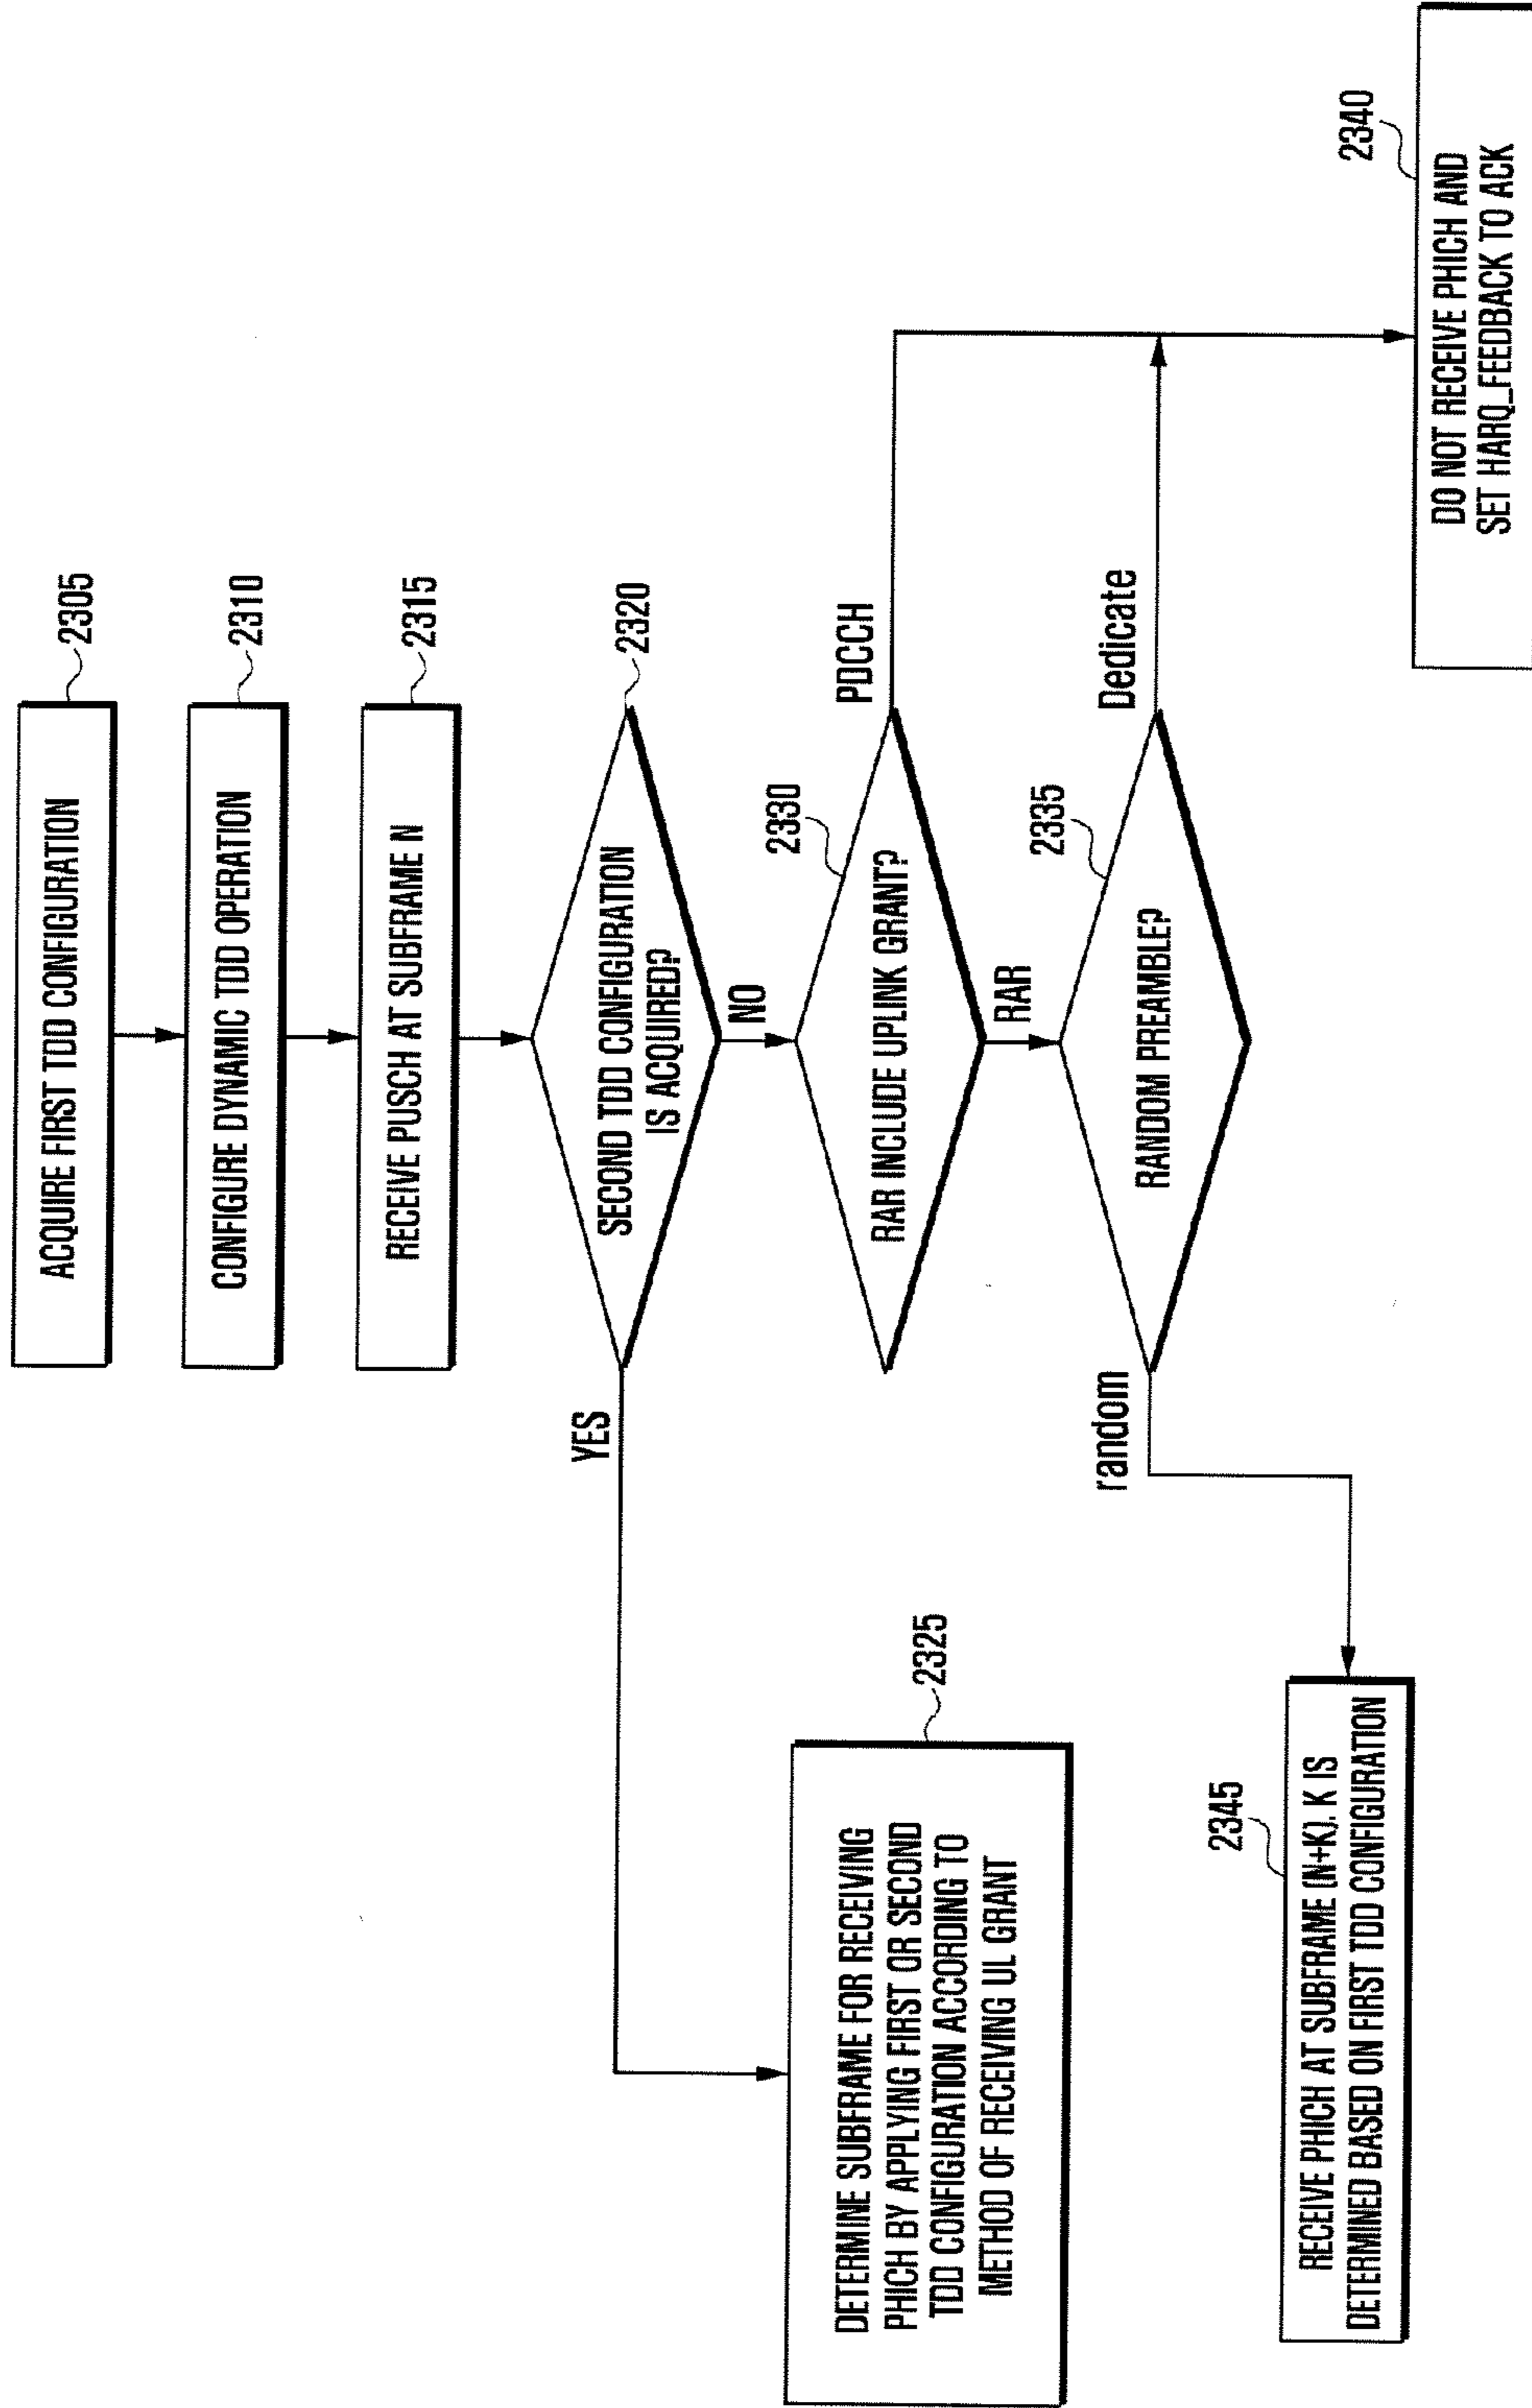 ACQUIRE FIRST TDD CONFIGURATION
2305
CONFIGURE DYNAMIC TDD OPERATION
2310
RECEIVE PUSCH AT SUBFRAME N
2315
SECOND TDD CONFIGURATION
IS ACQUIRED?
2320
YES
NO
DETERMINE SUBFRAME FOR RECEIVING
PHICH BY APPLYING FIRST OR SECOND
TDD CONFIGURATION ACCORDING TO
METHOD OF RECEIVING UL GRANT
2325
RAR INCLUDE UPLINK GRANT?
2330
PDCCH
RAR
RANDOM PREAMBLE?
2335
Dedicate
random
2345
RECEIVE PHICH AT SUBFRAME (N+K). K IS
DETERMINED BASED ON FIRST TDD CONFIGURATION
2340
DO NOT RECEIVE PHICH AND
SET HARQ_FEEDBACK TO ACK